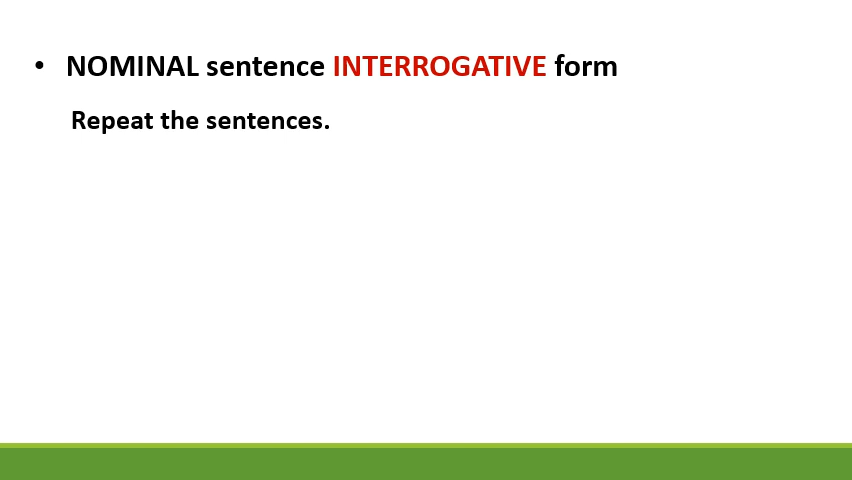 • NOMINAL sentence INTERROGATIVE form
Repeat the sentences.